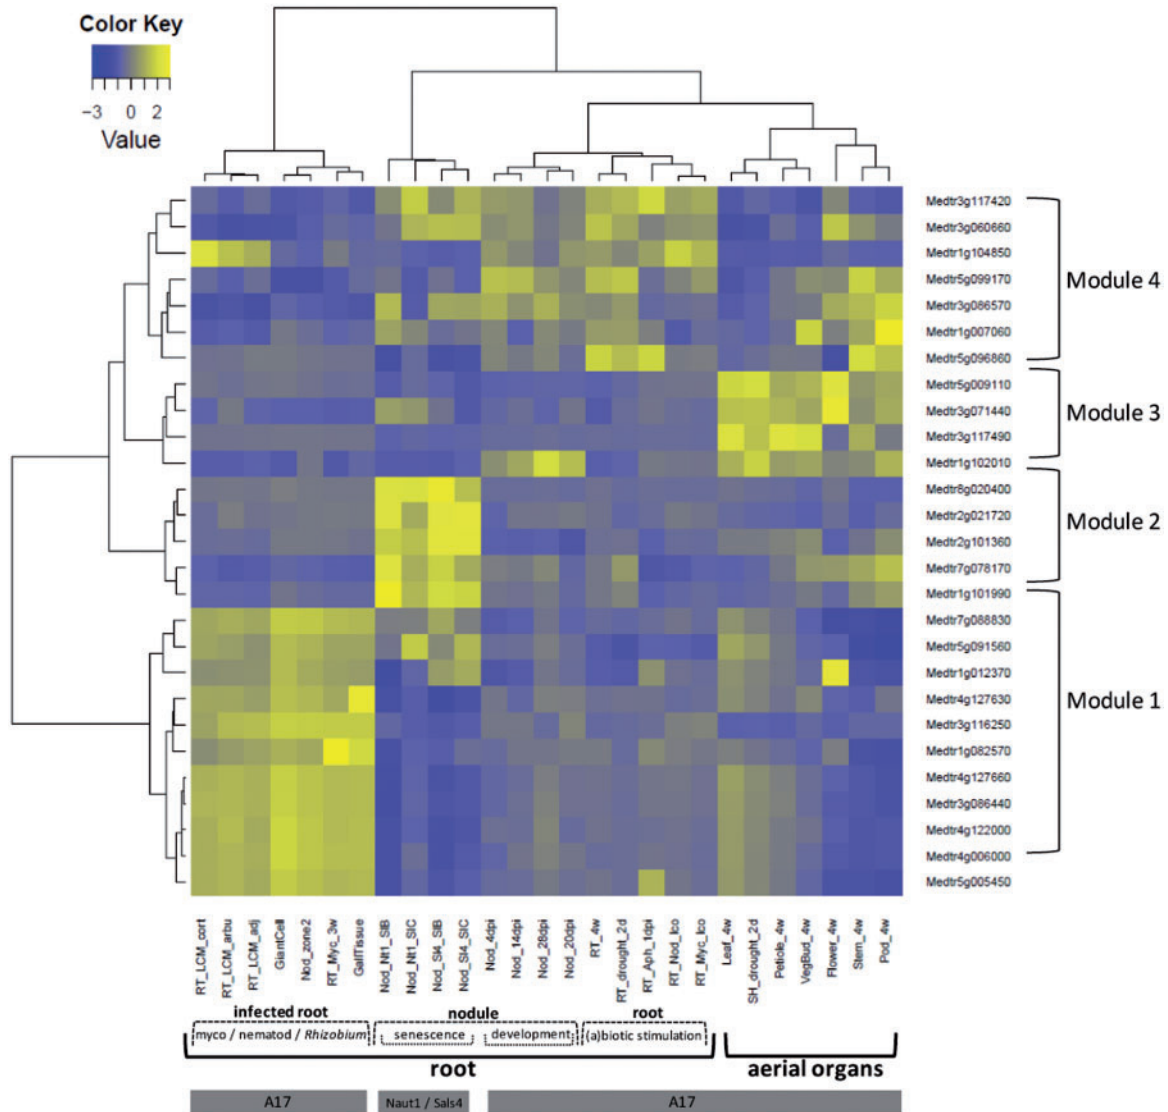 Color Key
−3 0 2
Value
Medtr3g117420
Medtr3g060660
Medtr1g104850
Medtr5g099170
Medtr3g086570
Medtr1g007060
Medtr5g096860
Medtr5g009110
Medtr3g071440
Medtr3g117490
Medtr1g102010
Medtr8g020400
Medtr2g021720
Medtr2g101360
Medtr7g078170
Medtr1g101990
Medtr7g088830
Medtr5g091560
Medtr1g012370
Medtr4g127630
Medtr3g116250
Medtr1g082570
Medtr4g127660
Medtr3g086440
Medtr4g122000
Medtr4g006000
Medtr5g005450
Module 4
Module 3
Module 2
Module 1
RT_LCM_cort
RT_LCM_arbu
RT_LCM_adj
GiantCell
Nod_zone2
RT_Myc_3w
GallTissue
Nod_Nt1_SIB
Nod_Nt1_SIC
Nod_Sl4_SIB
Nod_Sl4_SIC
Nod_4dpi
Nod_14dpi
Nod_28dpi
Nod_20dpi
RT_4w
RT_drought_2d
RT_Aph_1dpi
RT_Nod_lco
RT_Myc_lco
Leaf_4w
SH_drought_2d
Petiole_4w
VegBud_4w
Flower_4w
Stem_4w
Pod_4w
infected root nodule root
myco / nematod / Rhizobium senescence development (a)biotic stimulation
root aerial organs
A17 Naut1 / Sals4 A17